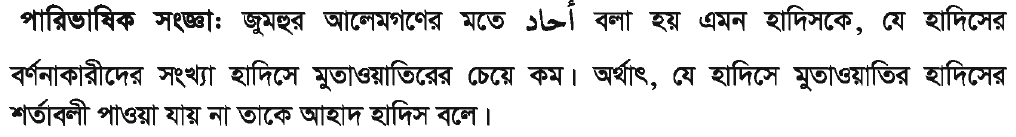 পারিভাষিক সংজ্ঞা: জুমহুর আলেমগণের মতে أحاد বলা হয় এমন হাদিসকে, যে হাদিসের
বর্ণনাকারীদের সংখ্যা হাদিসে মুতাওয়াতিরের চেয়ে কম। অর্থাৎ, যে হাদিসে মুতাওয়াতির হাদিসের
শর্তাবলী পাওয়া যায় না তাকে আহাদ হাদিস বলে।